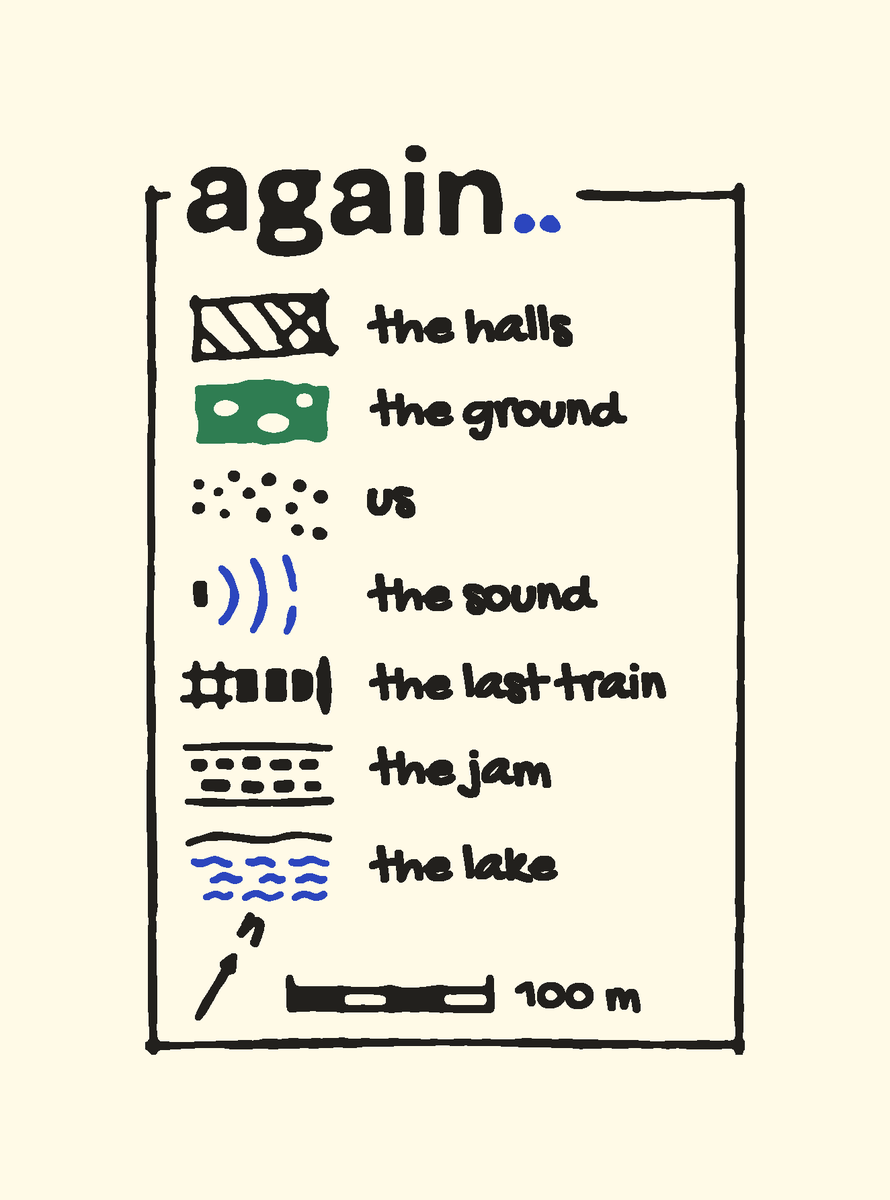 again..
the halls
the ground
us
the sound
the last train
the jam
the lake
n
100 m